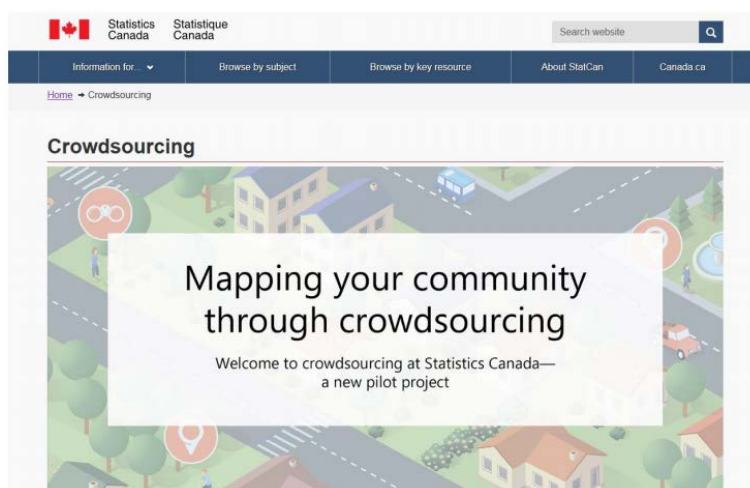 Statistics Statistique
Canada Canada
Search website
Information for... Browse by subject Browse by key resource About StatCan Canada.ca
Home → Crowdsourcing
Crowdsourcing
Mapping your community
through crowdsourcing
Welcome to crowdsourcing at Statistics Canada—
a new pilot project